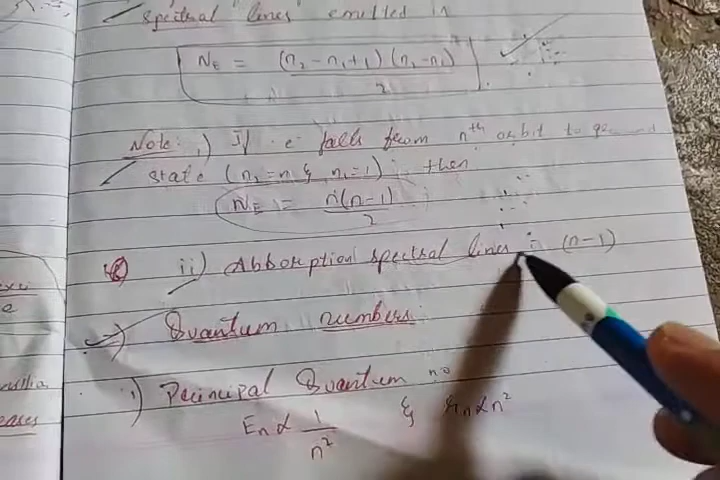 spectral lines emitted is
N_E = (n₂-n₁+1)(n₂-n₁) / 2
Note: i) If e⁻ falls from nth orbit to ground
state (n₂=n & n₁=1), then
N_E = n(n-1) / 2
ii) Absorption spectral lines : (n-1)
→) Quantum numbers
i) Principal Quantum no
En ∝ 1/n² & rn ∝ n²